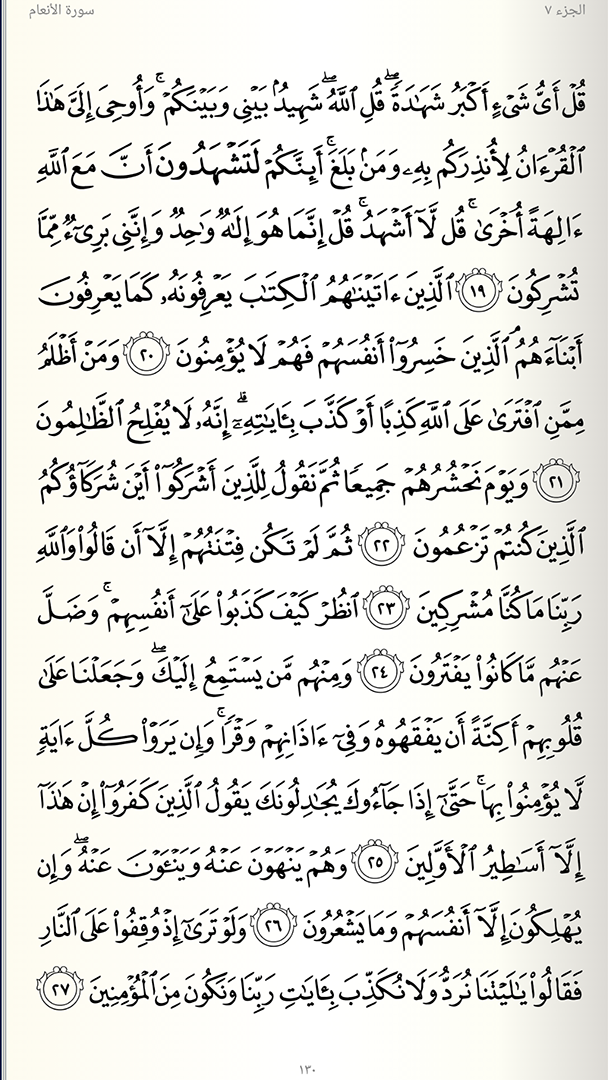 الجزء ٧
سورة الأنعام
قُلْ أَىُّ شَىْءٍ أَكْبَرُ شَهَـٰدَةًۖ قُلِ ٱللَّهُۖ شَهِيدُۢ بَيْنِى وَبَيْنَكُمْۚ وَأُوحِىَ إِلَىَّ هَـٰذَا
ٱلْقُرْءَانُ لِأُنذِرَكُم بِهِۦ وَمَنۢ بَلَغَۚ أَئِنَّكُمْ لَتَشْهَدُونَ أَنَّ مَعَ ٱللَّهِ
ءَالِهَةً أُخْرَىٰۚ قُل لَّآ أَشْهَدُۚ قُلْ إِنَّمَا هُوَ إِلَـٰهٌ وَٰحِدٌ وَإِنَّنِى بَرِىٓءٌ مِّمَّا
تُشْرِكُونَ ١٩ ٱلَّذِينَ ءَاتَيْنَـٰهُمُ ٱلْكِتَـٰبَ يَعْرِفُونَهُۥ كَمَا يَعْرِفُونَ
أَبْنَآءَهُمُۘ ٱلَّذِينَ خَسِرُوٓا۟ أَنفُسَهُمْ فَهُمْ لَا يُؤْمِنُونَ ٢٠ وَمَنْ أَظْلَمُ
مِمَّنِ ٱفْتَرَىٰ عَلَى ٱللَّهِ كَذِبًا أَوْ كَذَّبَ بِـَٔايَـٰتِهِۦٓۗ إِنَّهُۥ لَا يُفْلِحُ ٱلظَّـٰلِمُونَ
٢١ وَيَوْمَ نَحْشُرُهُمْ جَمِيعًا ثُمَّ نَقُولُ لِلَّذِينَ أَشْرَكُوٓا۟ أَيْنَ شُرَكَآؤُكُمُ
ٱلَّذِينَ كُنتُمْ تَزْعُمُونَ ٢٢ ثُمَّ لَمْ تَكُن فِتْنَتُهُمْ إِلَّآ أَن قَالُوا۟ وَٱللَّهِ
رَبِّنَا مَا كُنَّا مُشْرِكِينَ ٢٣ ٱنظُرْ كَيْفَ كَذَبُوا۟ عَلَىٰٓ أَنفُسِهِمْۚ وَضَلَّ
عَنْهُم مَّا كَانُوا۟ يَفْتَرُونَ ٢٤ وَمِنْهُم مَّن يَسْتَمِعُ إِلَيْكَۖ وَجَعَلْنَا عَلَىٰ
قُلُوبِهِمْ أَكِنَّةً أَن يَفْقَهُوهُ وَفِىٓ ءَاذَانِهِمْ وَقْرًاۚ وَإِن يَرَوْا۟ كُلَّ ءَايَةٍ
لَّا يُؤْمِنُوا۟ بِهَاۚ حَتَّىٰٓ إِذَا جَآءُوكَ يُجَـٰدِلُونَكَ يَقُولُ ٱلَّذِينَ كَفَرُوٓا۟ إِنْ هَـٰذَآ
إِلَّآ أَسَـٰطِيرُ ٱلْأَوَّلِينَ ٢٥ وَهُمْ يَنْهَوْنَ عَنْهُ وَيَنْـَٔوْنَ عَنْهُۖ وَإِن
يُهْلِكُونَ إِلَّآ أَنفُسَهُمْ وَمَا يَشْعُرُونَ ٢٦ وَلَوْ تَرَىٰٓ إِذْ وُقِفُوا۟ عَلَى ٱلنَّارِ
فَقَالُوا۟ يَـٰلَيْتَنَا نُرَدُّ وَلَا نُكَذِّبَ بِـَٔايَـٰتِ رَبِّنَا وَنَكُونَ مِنَ ٱلْمُؤْمِنِينَ ٢٧
١٣٠